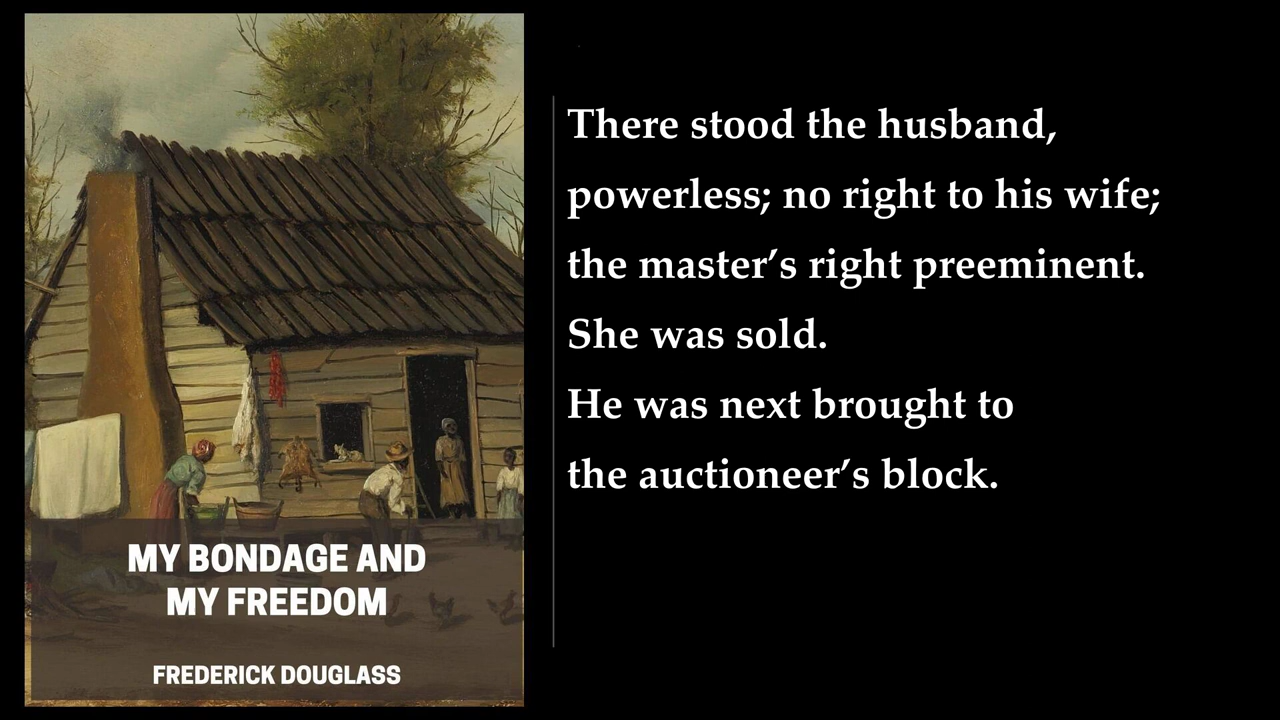 There stood the husband,
powerless; no right to his wife;
the master’s right preeminent.
She was sold.
He was next brought to
the auctioneer’s block.
MY BONDAGE AND
MY FREEDOM
FREDERICK DOUGLASS